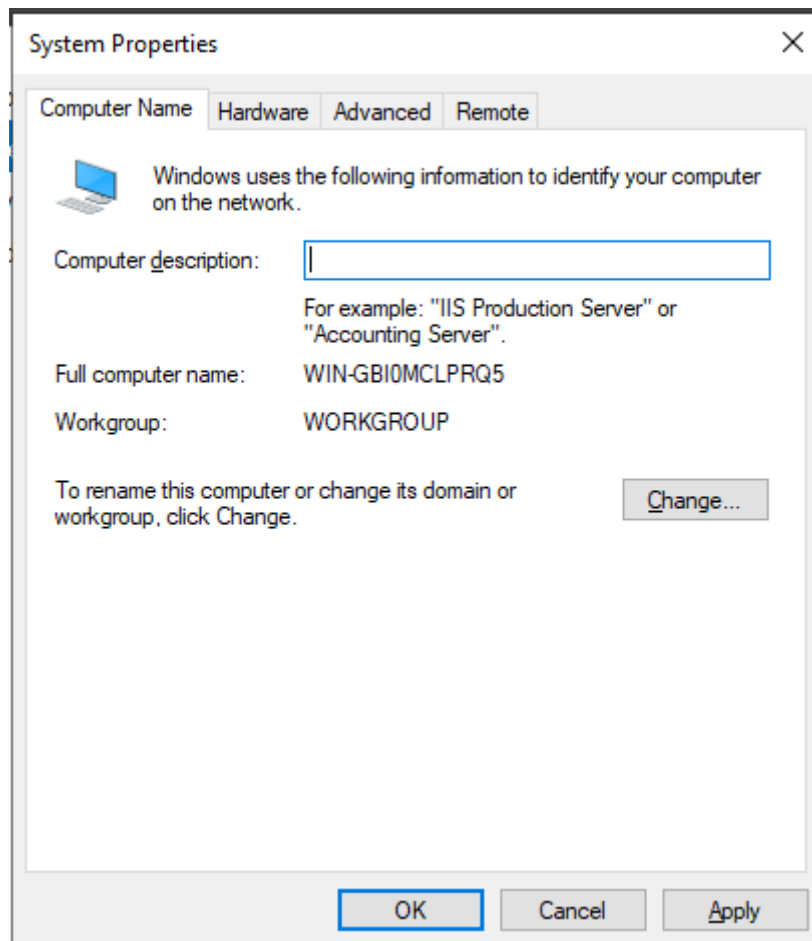 System Properties
Computer Name
Hardware
Advanced
Remote
Windows uses the following information to identify your computer
on the network.
Computer description:
For example: "IIS Production Server" or
"Accounting Server".
Full computer name:
WIN-GBI0MCLPRQ5
Workgroup:
WORKGROUP
To rename this computer or change its domain or
workgroup, click Change.
Change...
OK
Cancel
Apply